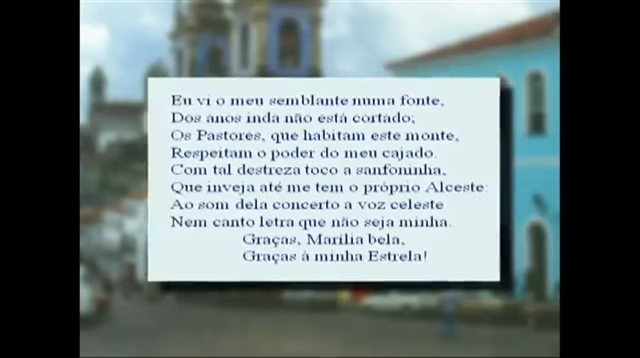 Eu vi o meu semblante numa fonte,
Dos anos inda não está cortado;
Os Pastores, que habitam este monte,
Respeitam o poder do meu cajado.
Com tal destreza toco a sanfoninha,
Que inveja até me tem o próprio Alceste:
Ao som dela concerto a voz celeste
Nem canto letra que não seja minha.
Graças, Marília bela,
Graças à minha Estrela!